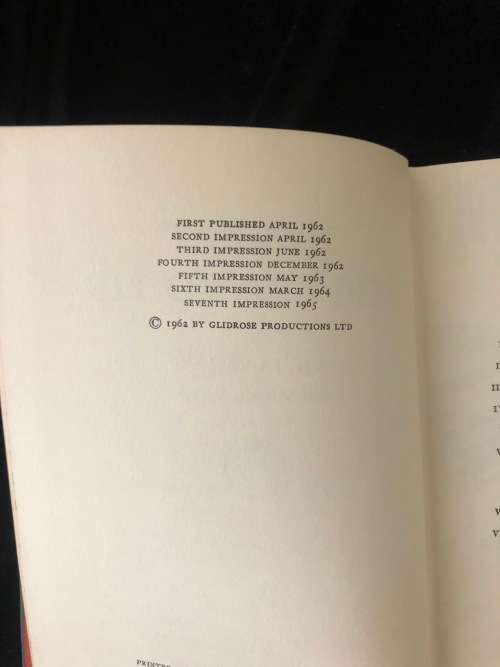 FIRST PUBLISHED APRIL 1962
SECOND IMPRESSION APRIL 1962
THIRD IMPRESSION JUNE 1962
FOURTH IMPRESSION DECEMBER 1962
FIFTH IMPRESSION MAY 1963
SIXTH IMPRESSION MARCH 1964
SEVENTH IMPRESSION 1965
© 1962 BY GLIDROSE PRODUCTIONS LTD